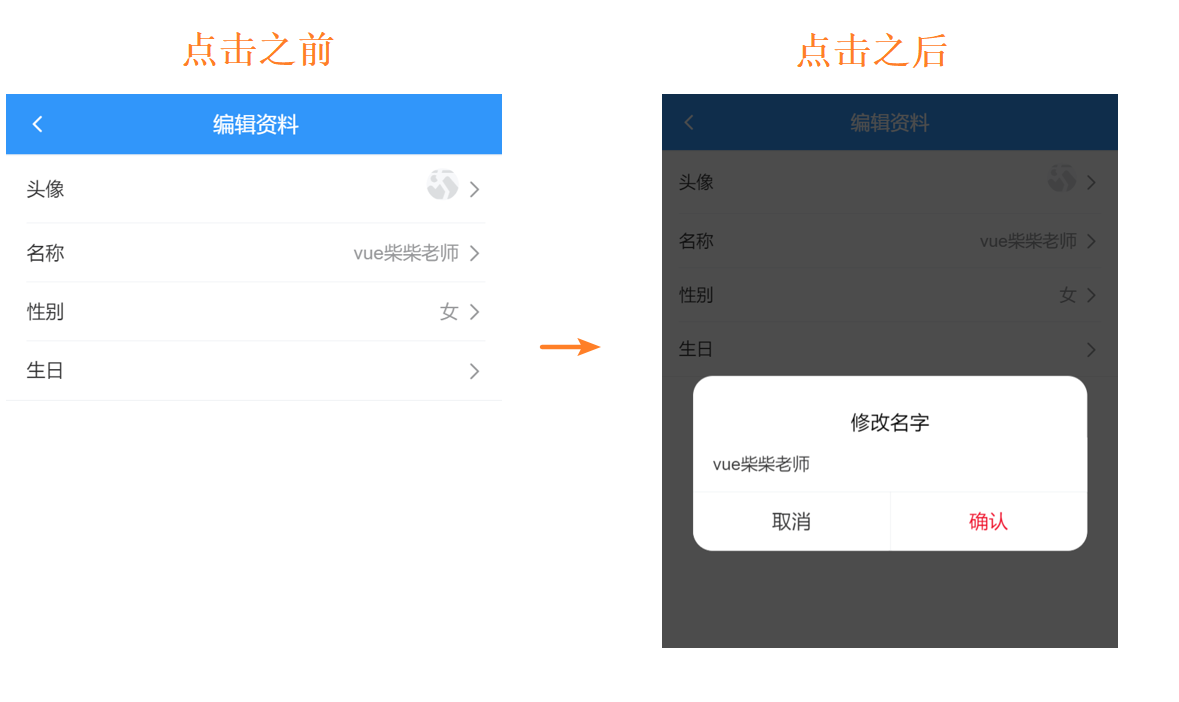 点击之前
编辑资料
头像
名称 vue柴柴老师
性别 女
生日
点击之后
编辑资料
头像
名称 vue柴柴老师
性别 女
生日
修改名字
vue柴柴老师
取消 确认